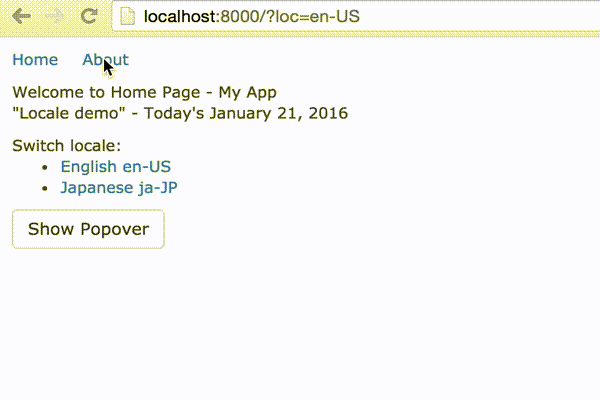 localhost:8000/?loc=en-US
Home About
Welcome to Home Page - My App
"Locale demo" - Today's January 21, 2016
Switch locale:
• English en-US
• Japanese ja-JP
Show Popover